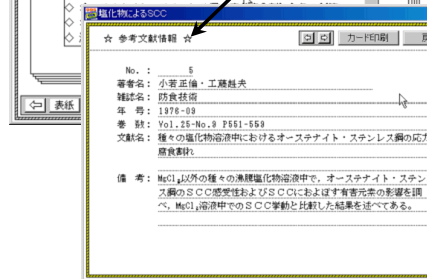 塩化物によるSCC
☆ 参考文献情報 ☆
カード印刷
戻
No. : 5
著者名: 小若正倫・工藤赳夫
雑誌名: 防食技術
年 号: 1976-09
巻 数: Vol.25-No.9 P551-559
文献名: 種々の塩化物溶液中におけるオーステナイト・ステンレス鋼の応力
腐食割れ
備 考: MgCl₂以外の種々の沸騰塩化物溶液中で，オーステナイト・ステン
レス鋼のSCC感受性およびSCCにおよぼす有害元素の影響を調
べ，MgCl₂溶液中でのSCC挙動と比較した結果を述べてある。
表紙